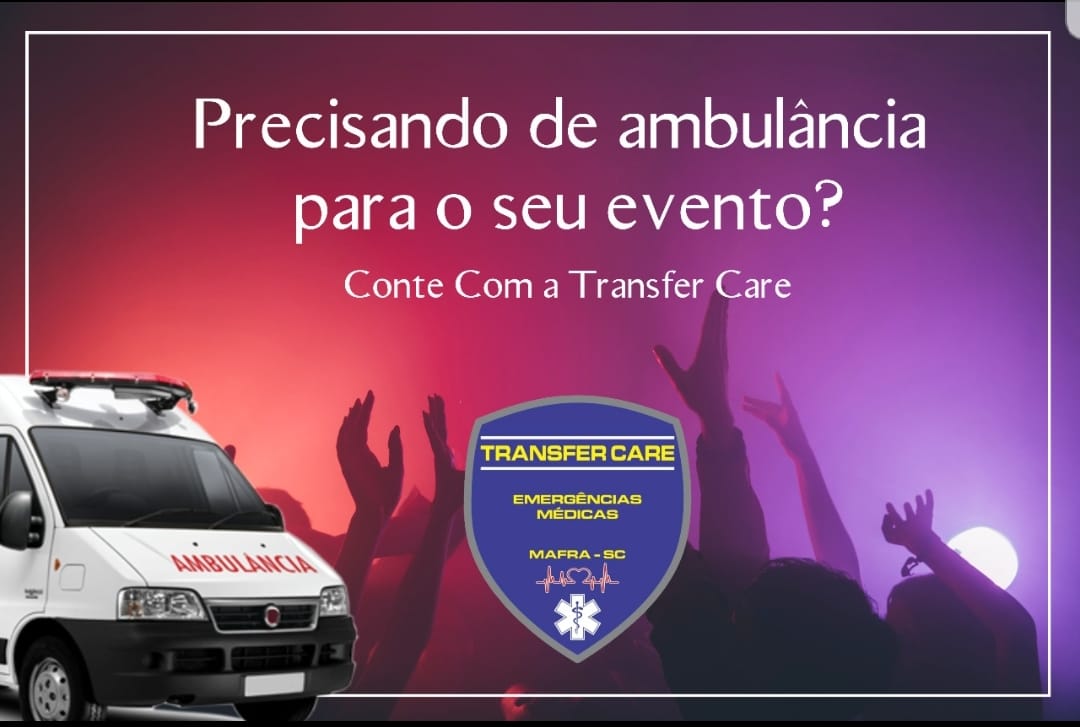 Precisando de ambulância
para o seu evento?
Conte Com a Transfer Care
TRANSFER CARE
EMERGÊNCIAS
MÉDICAS
MAFRA - SC
AMBULÂNCIA